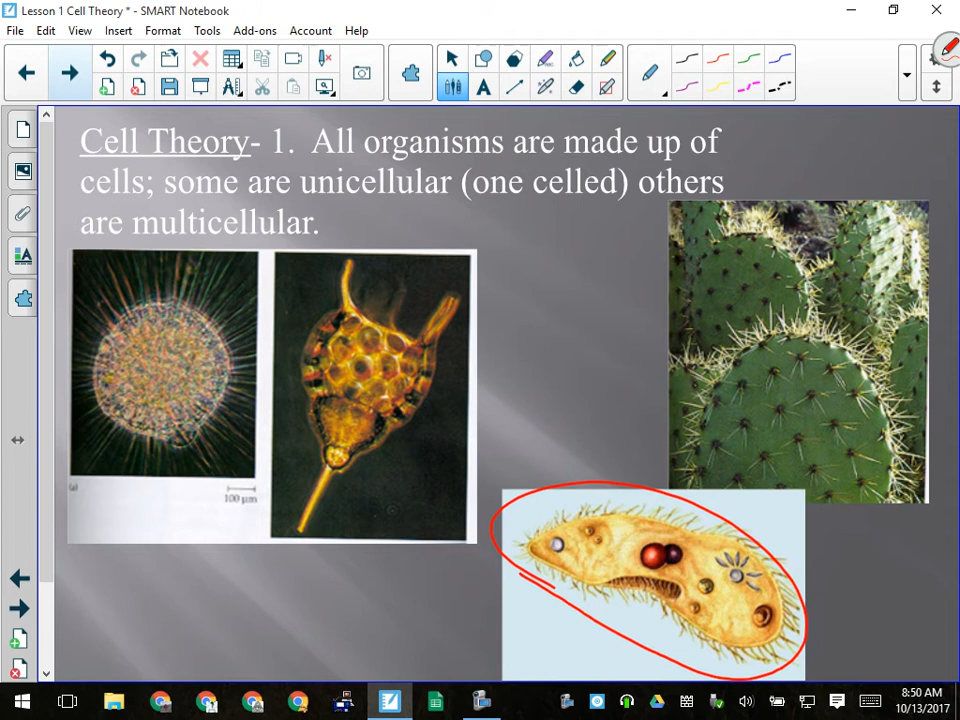 Lesson 1 Cell Theory * - SMART Notebook
File Edit View Insert Format Tools Add-ons Account Help
Cell Theory- 1. All organisms are made up of
cells; some are unicellular (one celled) others
are multicellular.
(a)
100 µm
8:50 AM
10/13/2017